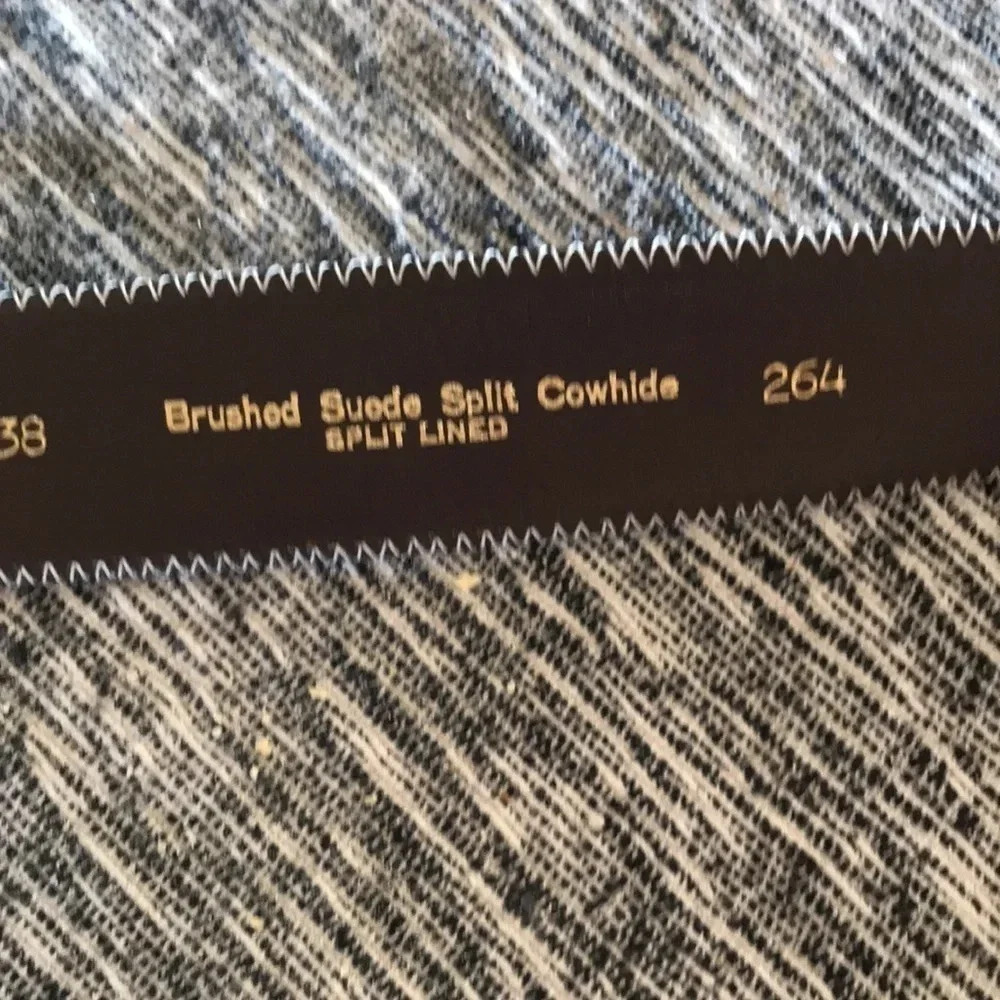 38 Brushed Suede Split Cowhide 264
SPLIT LINED